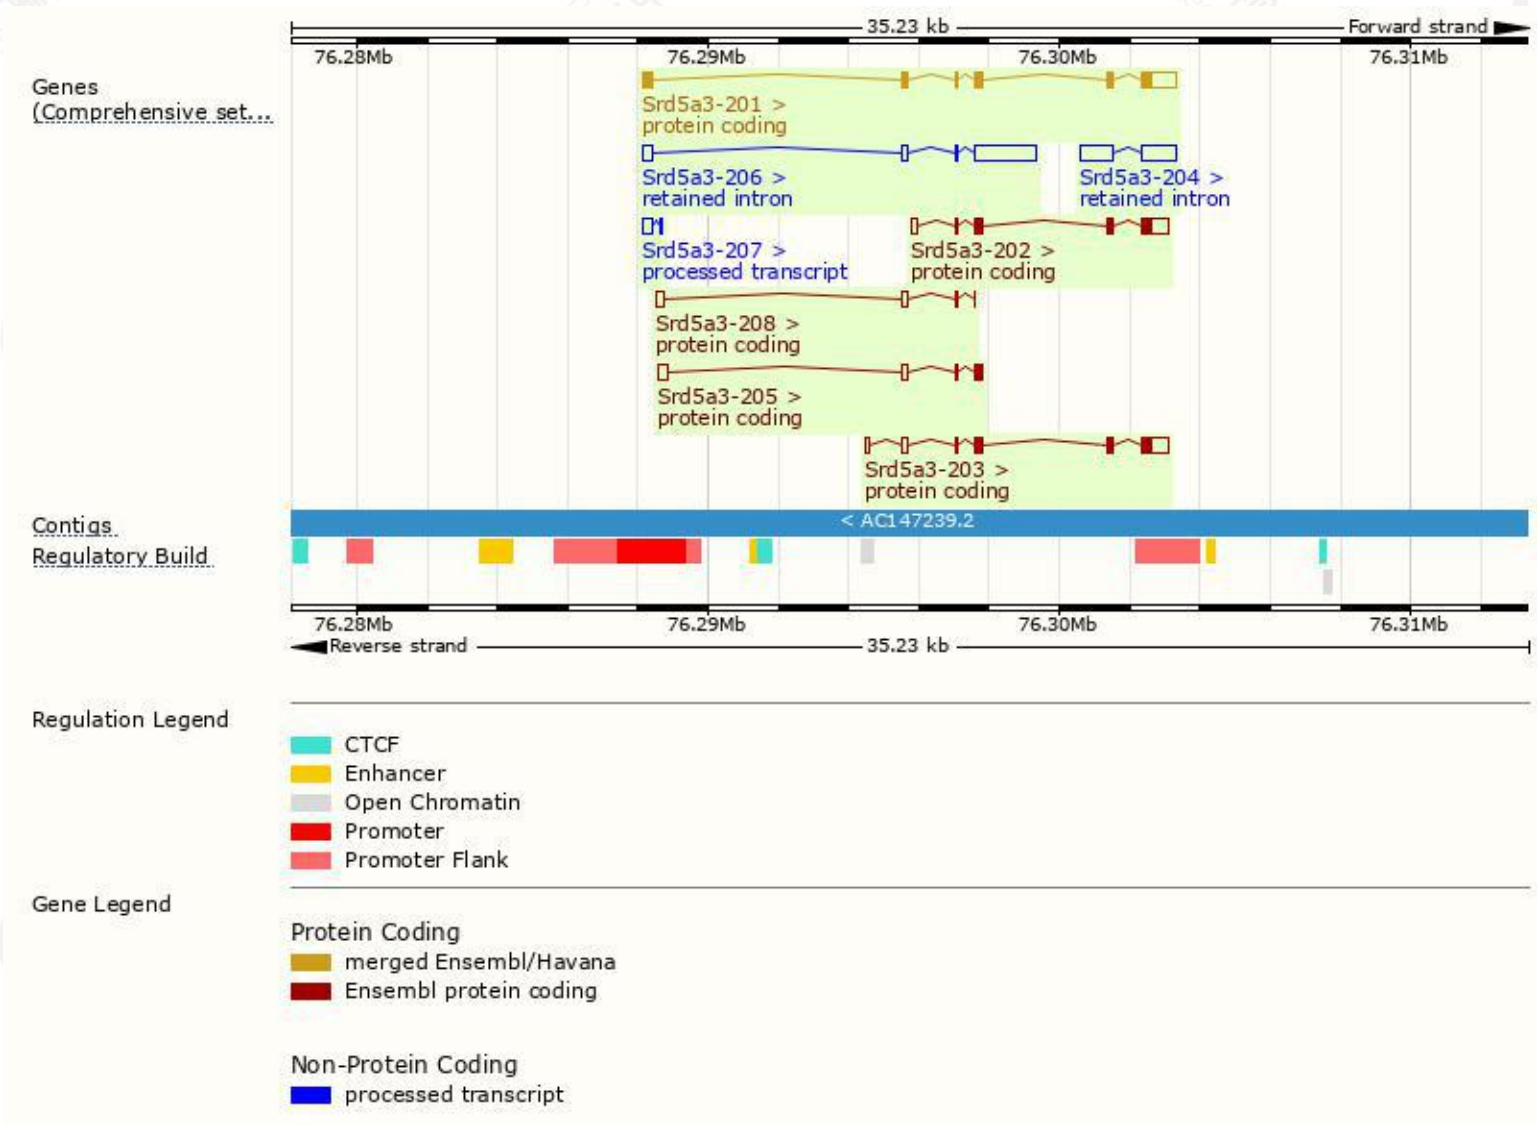 35.23 kb Forward strand
76.28Mb 76.29Mb 76.30Mb 76.31Mb
Genes
(Comprehensive set...
Srd5a3-201 >
protein coding
Srd5a3-206 > Srd5a3-204 >
retained intron retained intron
Srd5a3-207 > Srd5a3-202 >
processed transcript protein coding
Srd5a3-208 >
protein coding
Srd5a3-205 >
protein coding
Srd5a3-203 >
protein coding
Contigs < AC147239.2
Regulatory Build
76.28Mb 76.29Mb 76.30Mb 76.31Mb
Reverse strand 35.23 kb
Regulation Legend
CTCF
Enhancer
Open Chromatin
Promoter
Promoter Flank
Gene Legend
Protein Coding
merged Ensembl/Havana
Ensembl protein coding
Non-Protein Coding
processed transcript